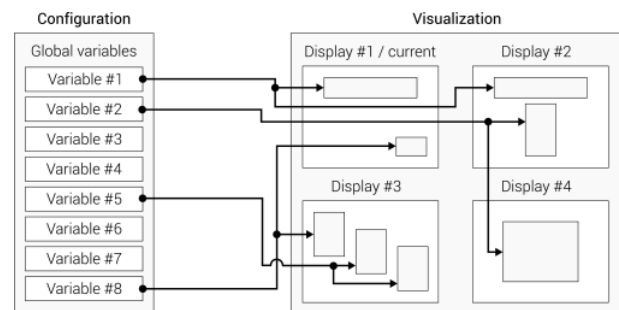 Configuration
Visualization
Global variables
Variable #1
Variable #2
Variable #3
Variable #4
Variable #5
Variable #6
Variable #7
Variable #8
Display #1 / current
Display #2
Display #3
Display #4